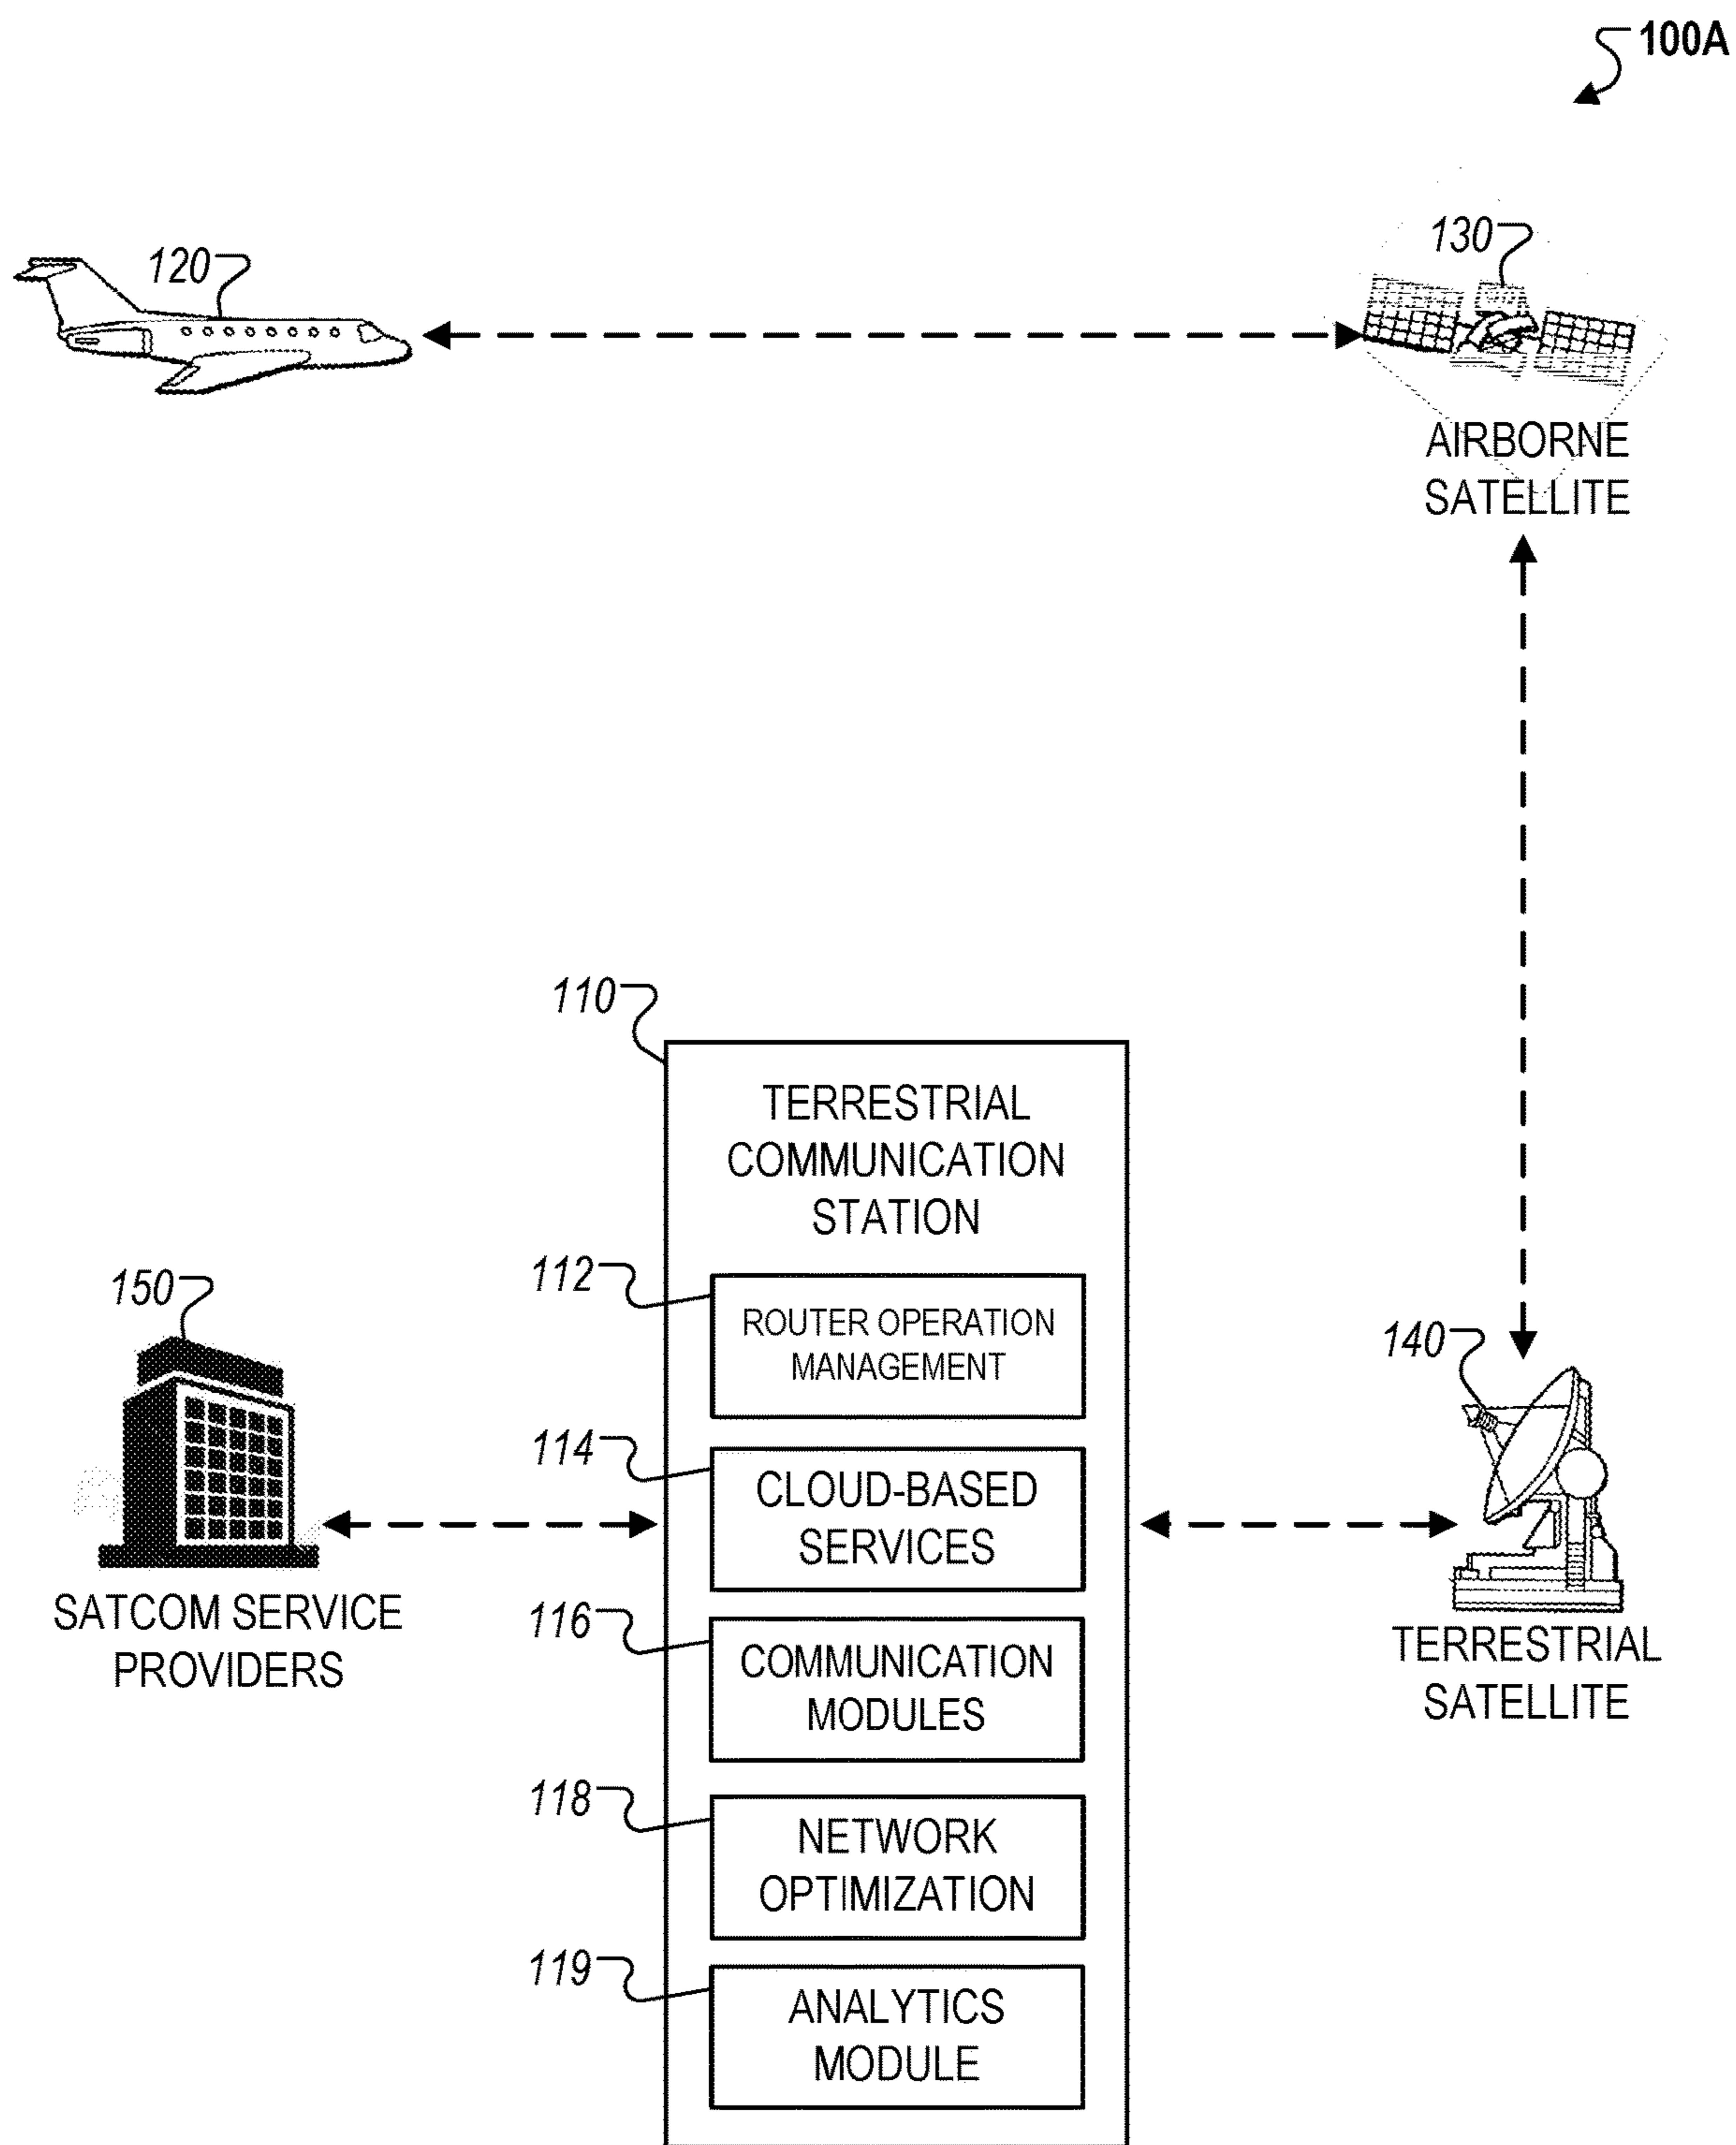 100A
120
130
AIRBORNE
SATELLITE
110
TERRESTRIAL
COMMUNICATION
STATION
112
ROUTER OPERATION
MANAGEMENT
114
CLOUD-BASED
SERVICES
116
COMMUNICATION
MODULES
118
NETWORK
OPTIMIZATION
119
ANALYTICS
MODULE
150
SATCOM SERVICE
PROVIDERS
140
TERRESTRIAL
SATELLITE